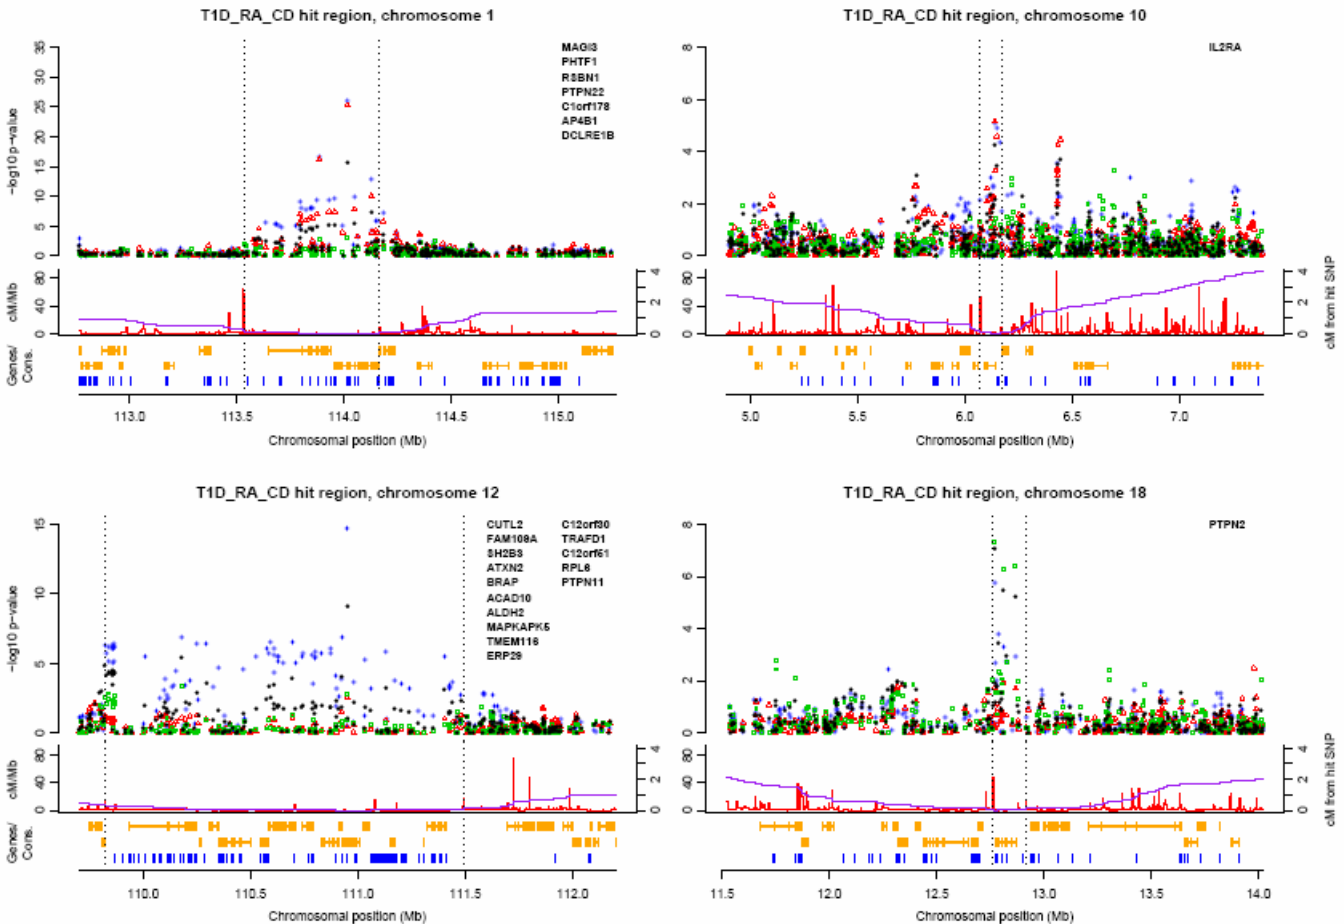 T1D_RA_CD hit region, chromosome 1
35
30
25
20
15
10
5
0
−log10 p−value
MAGI3
PHTF1
RSBN1
PTPN22
C1orf178
AP4B1
DCLRE1B
80
40
0
cM/Mb
4
2
0
Genes/
Cons.
113.0 113.5 114.0 114.5 115.0
Chromosomal position (Mb)
T1D_RA_CD hit region, chromosome 10
8
6
4
2
0
IL2RA
80
40
0
4
2
0
cM from hit SNP
5.0 5.5 6.0 6.5 7.0
Chromosomal position (Mb)
T1D_RA_CD hit region, chromosome 12
15
10
5
0
−log10 p−value
CUTL2 C12orf30
FAM109A TRAFD1
SH2B3 C12orf51
ATXN2 RPL6
BRAP PTPN11
ACAD10
ALDH2
MAPKAPK5
TMEM116
ERP29
80
40
0
cM/Mb
4
2
0
Genes/
Cons.
110.0 110.5 111.0 111.5 112.0
Chromosomal position (Mb)
T1D_RA_CD hit region, chromosome 18
8
6
4
2
0
PTPN2
80
40
0
4
2
0
cM from hit SNP
11.5 12.0 12.5 13.0 13.5 14.0
Chromosomal position (Mb)